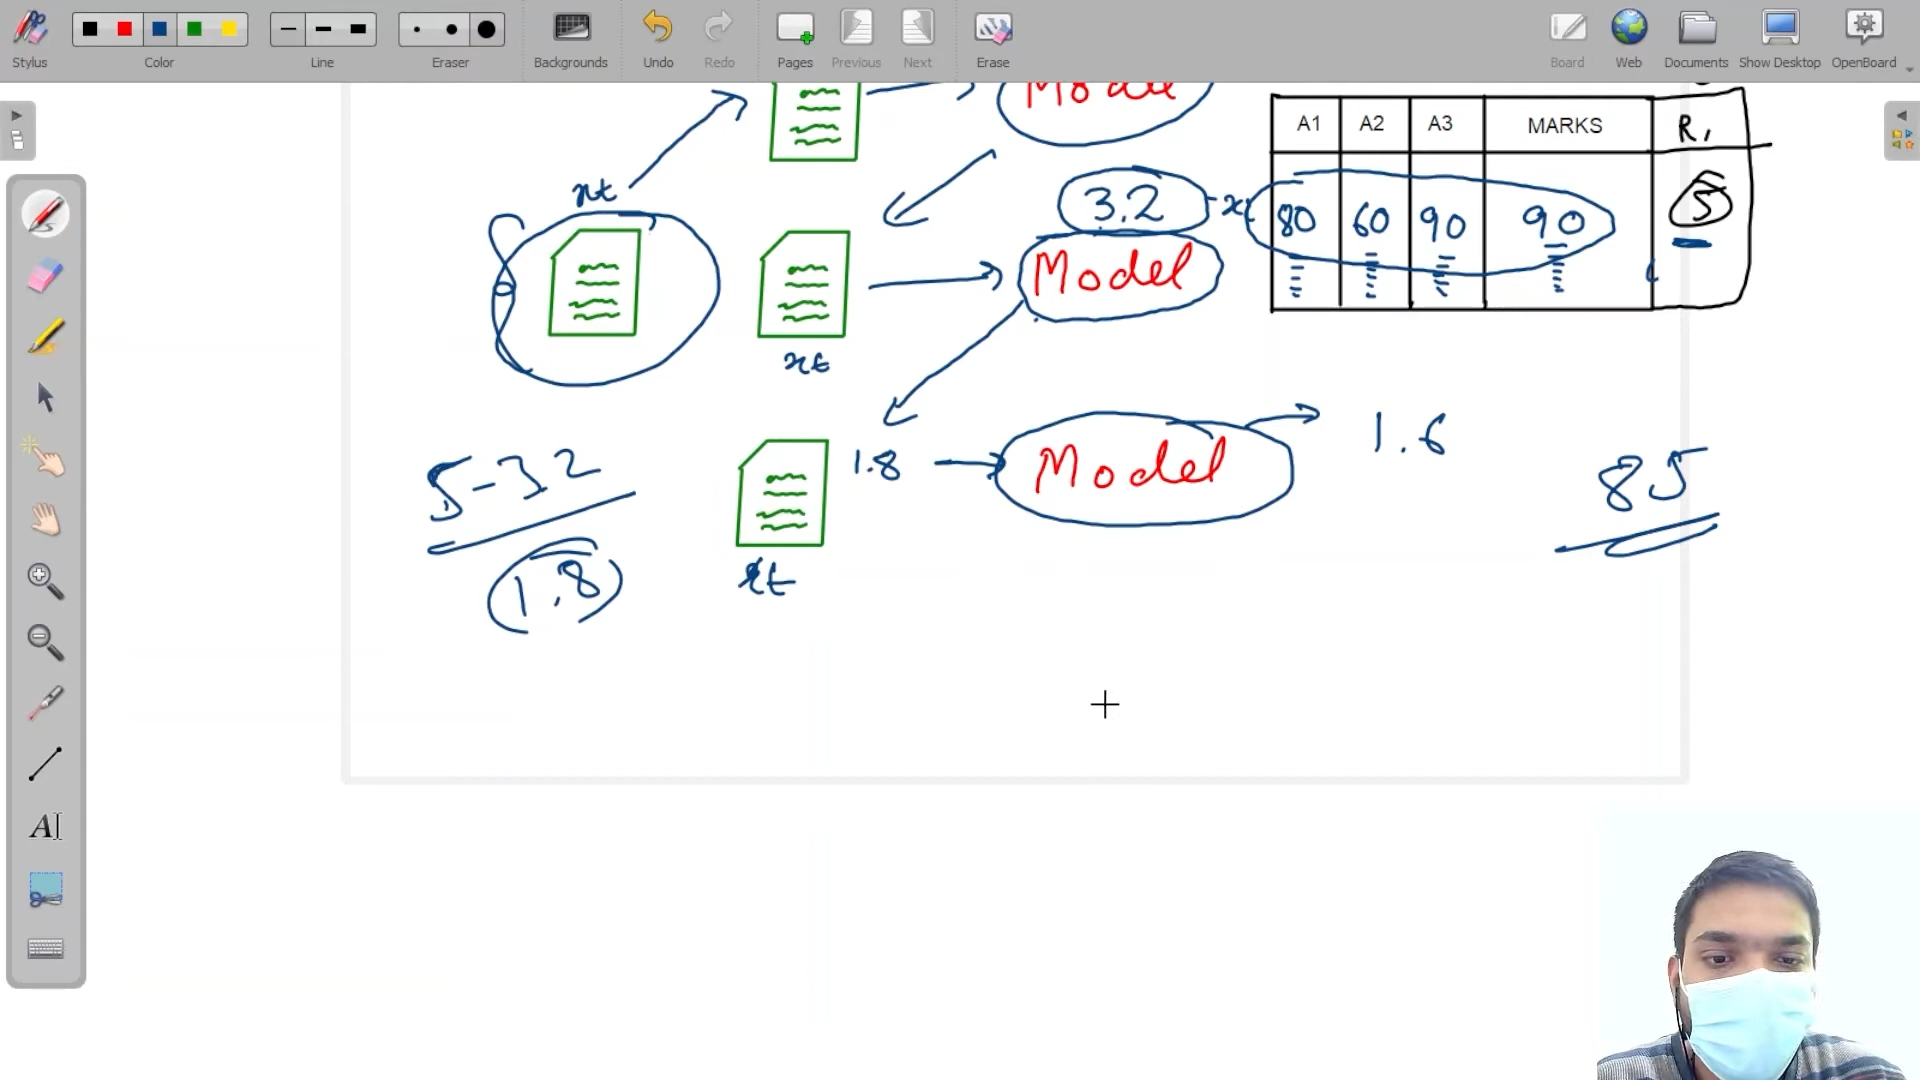 Stylus Color Line Eraser Backgrounds Undo Redo Pages Previous Next Erase Board Web Documents Show Desktop OpenBoard
Model
A1 A2 A3 MARKS R1
xt
3.2
80 60 90 90 5
Model
xt
1.8 Model 1.6
5-3.2
85
1.8
xt